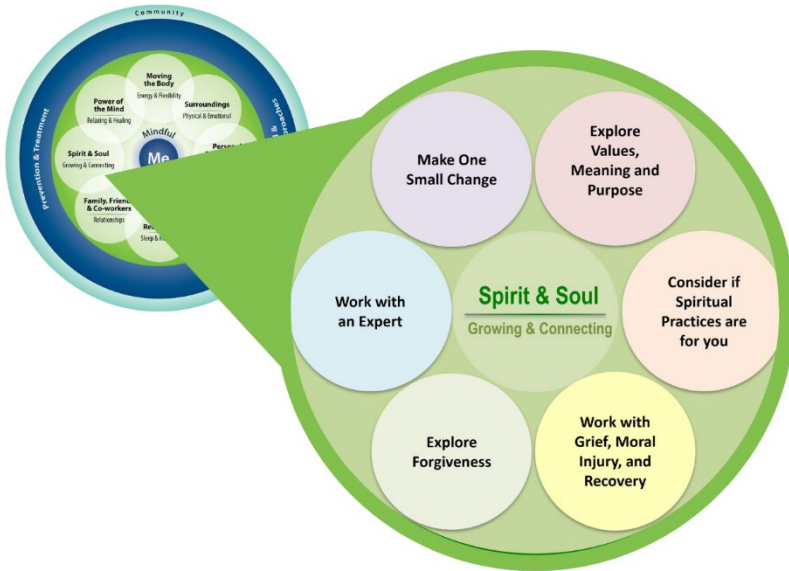 Community
Prevention & Treatment
Moving
the Body
Energy & Flexibility
Power of
the Mind
Relaxing & Healing
Surroundings
Physical & Emotional
Mindful
Me
Spirit & Soul
Growing & Connecting
Family,
& Co-workers
Relationships
Make One
Small Change
Explore
Values,
Meaning and
Purpose
Work with
an Expert
Spirit & Soul
Growing & Connecting
Consider if
Spiritual
Practices are
for you
Explore
Forgiveness
Work with
Grief, Moral
Injury, and
Recovery